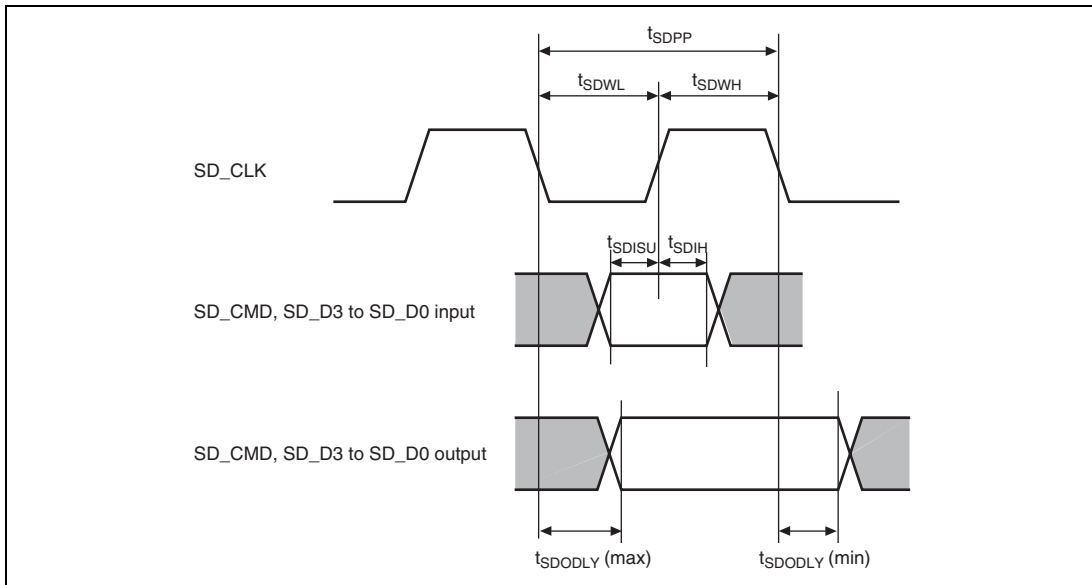 tSDPP
tSDWL tSDWH
SD_CLK
tSDISU tSDIH
SD_CMD, SD_D3 to SD_D0 input
SD_CMD, SD_D3 to SD_D0 output
tSDODLY (max) tSDODLY (min)